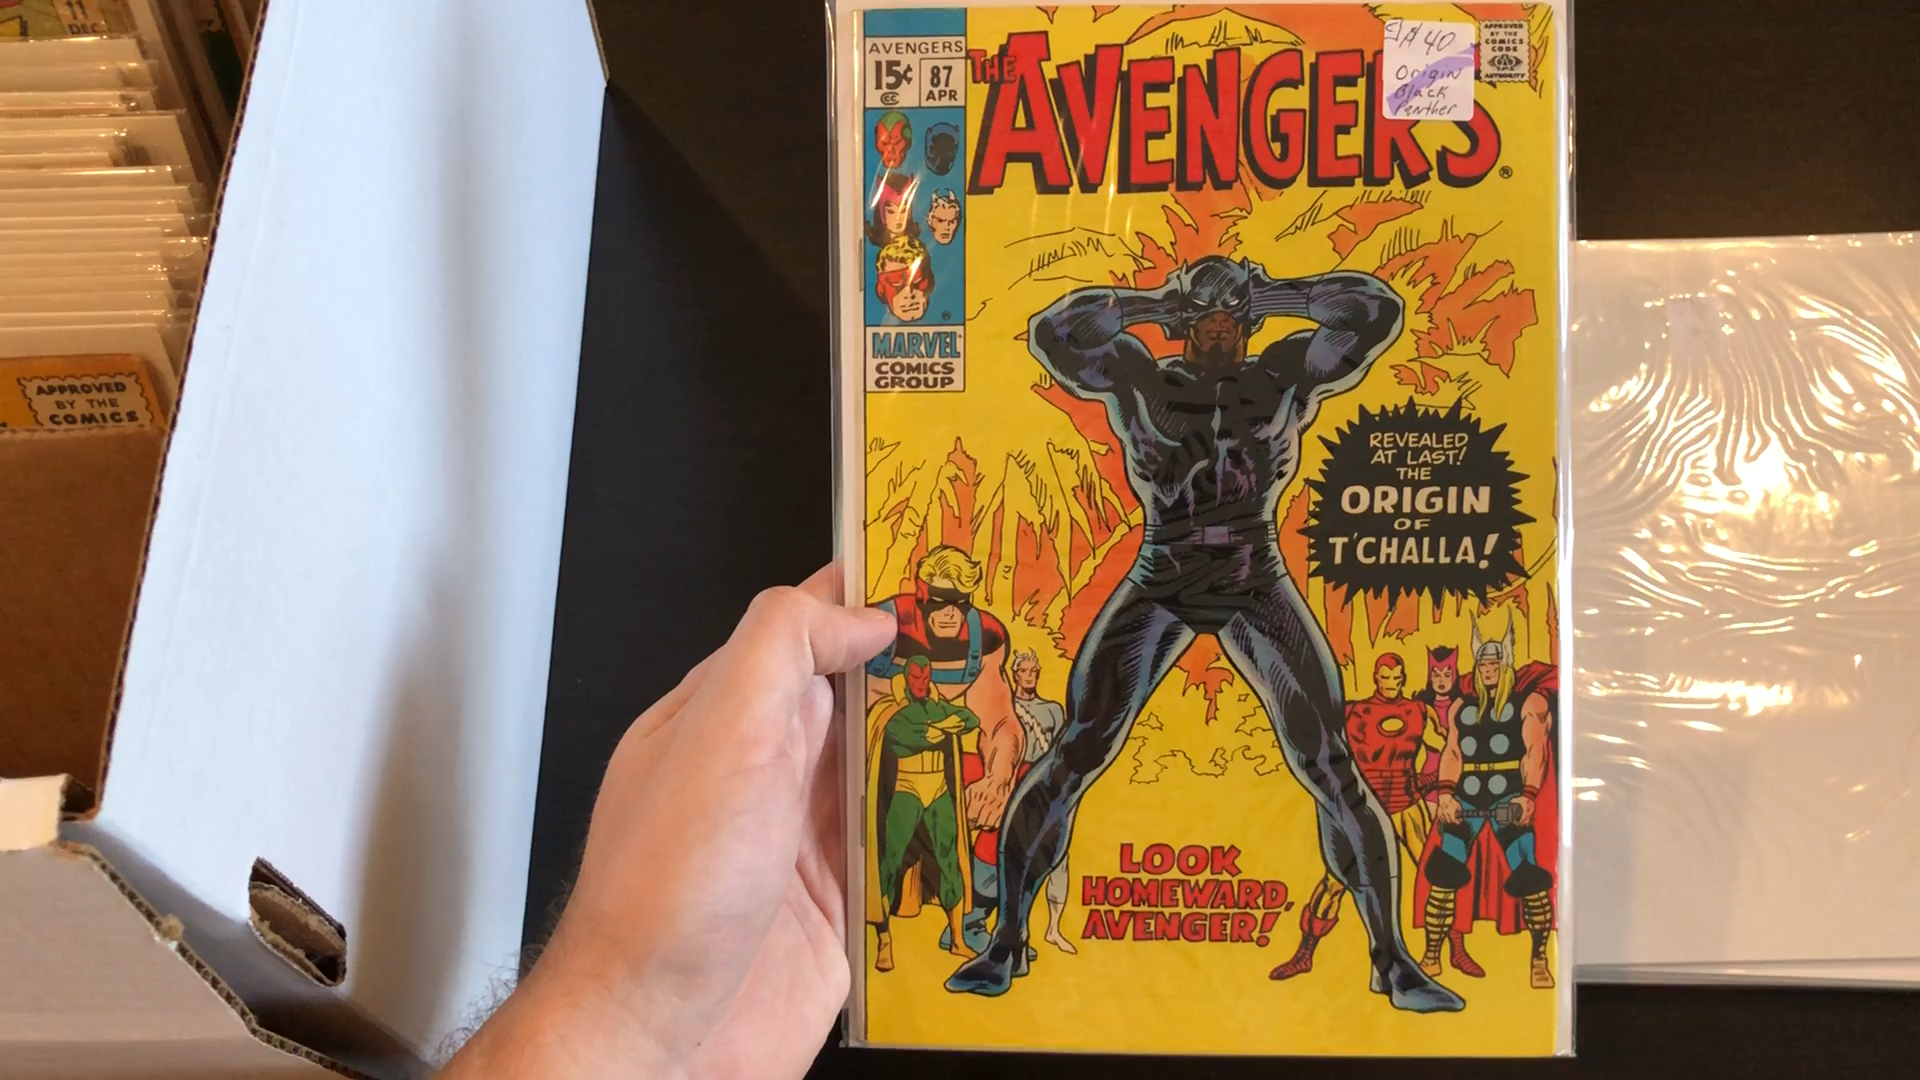 11
DEC
APPROVED
BY THE
COMICS
AVENGERS
15¢
CC
87
APR
MARVEL
COMICS
GROUP
THE
AVENGERS
®
$40
Origin
Black
Panther
APPROVED
BY THE
COMICS
CODE
AUTHORITY
REVEALED
AT LAST!
THE
ORIGIN
OF
T'CHALLA!
LOOK
HOMEWARD,
AVENGER!